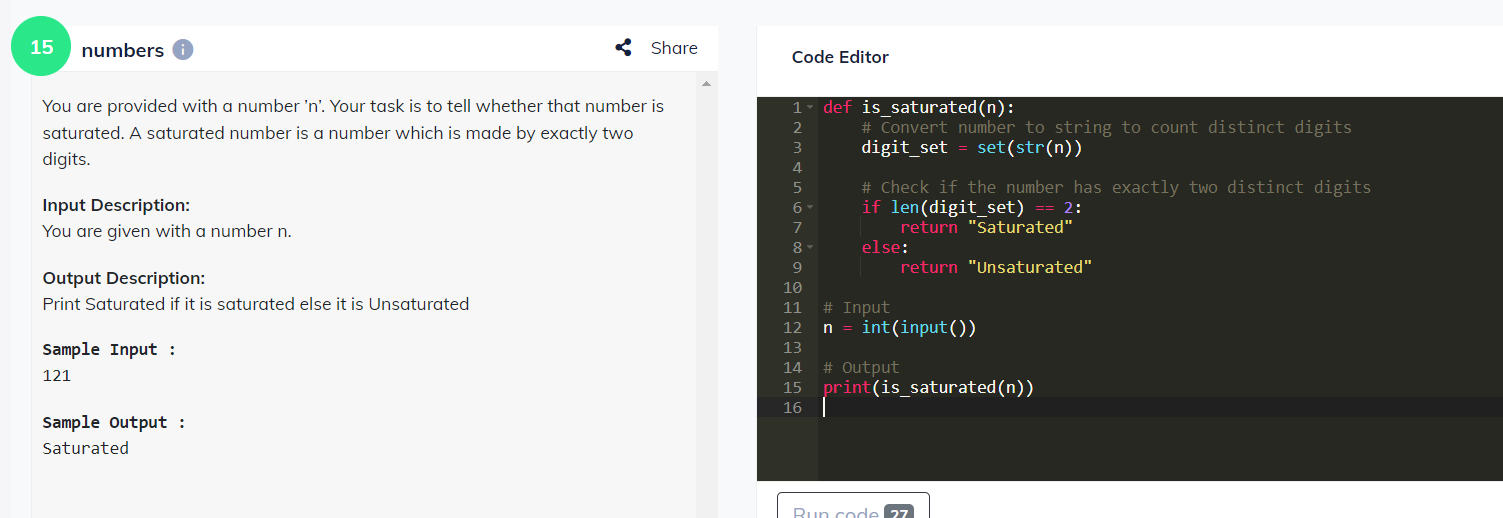 15
numbers i
Share
You are provided with a number 'n'. Your task is to tell whether that number is
saturated. A saturated number is a number which is made by exactly two
digits.
Input Description:
You are given with a number n.
Output Description:
Print Saturated if it is saturated else it is Unsaturated
Sample Input :
121
Sample Output :
Saturated
Code Editor
1 def is_saturated(n):
2     # Convert number to string to count distinct digits
3     digit_set = set(str(n))
4
5     # Check if the number has exactly two distinct digits
6     if len(digit_set) == 2:
7         return "Saturated"
8     else:
9         return "Unsaturated"
10
11 # Input
12 n = int(input())
13
14 # Output
15 print(is_saturated(n))
16
Run code 27